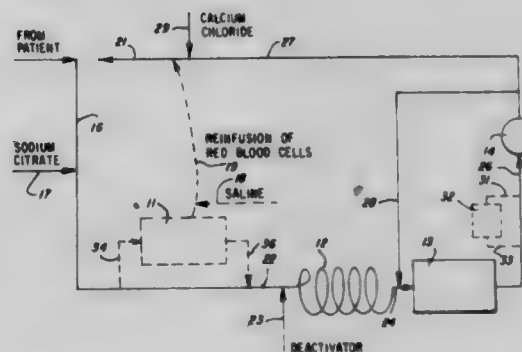 FROM
PATIENT
21
29
CALCIUM
CHLORIDE
27
16
SODIUM
CITRATE
17
REINFUSION OF
RED BLOOD CELLS
19
18
SALINE
11
34
36
22
12
23
DEACTIVATOR
28
24
13
14
26
31
32
33